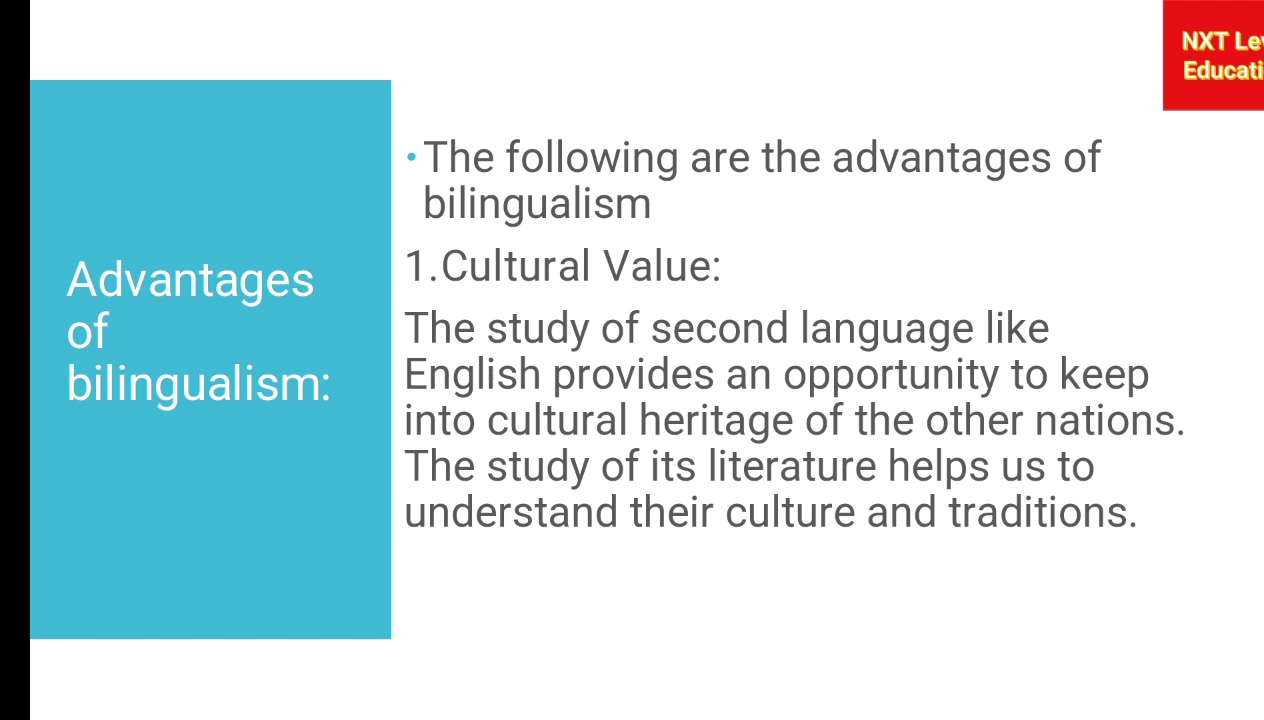 NXT Lev
Educati
Advantages
of
bilingualism:
• The following are the advantages of
bilingualism
1.Cultural Value:
The study of second language like
English provides an opportunity to keep
into cultural heritage of the other nations.
The study of its literature helps us to
understand their culture and traditions.